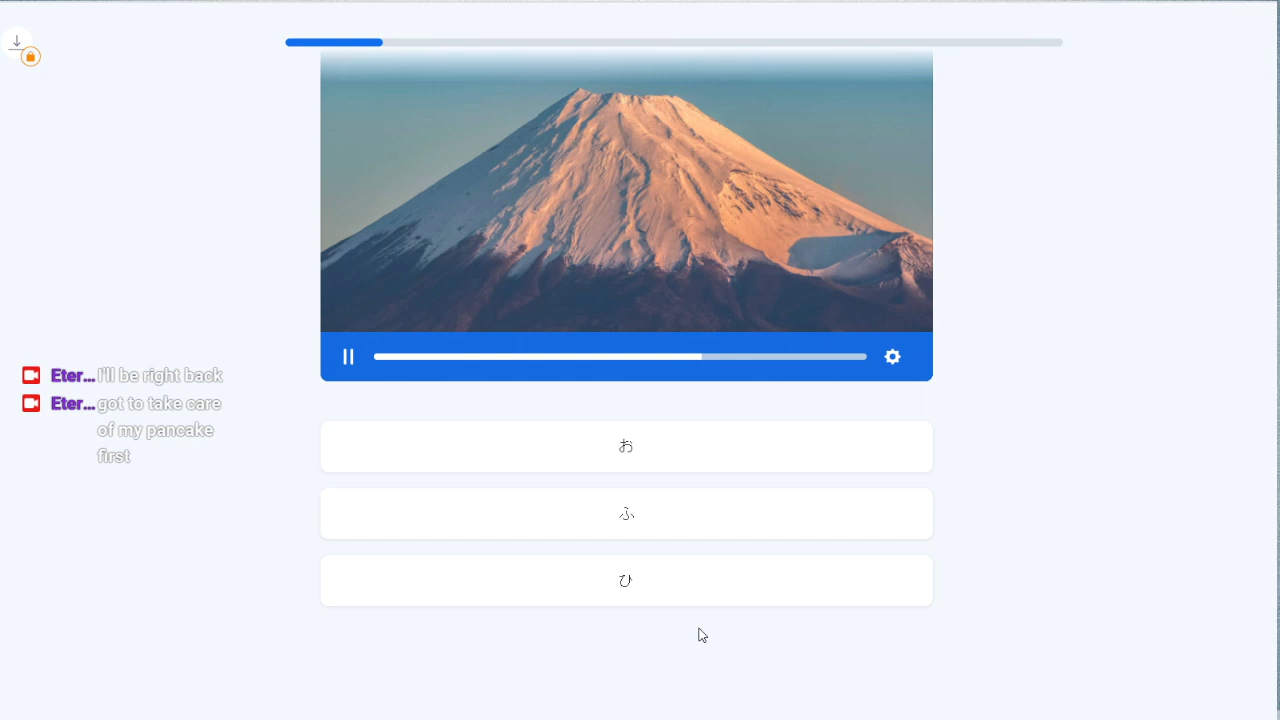 Eter... I'll be right back
Eter... got to take care
of my pancake
first
お
ふ
ひ